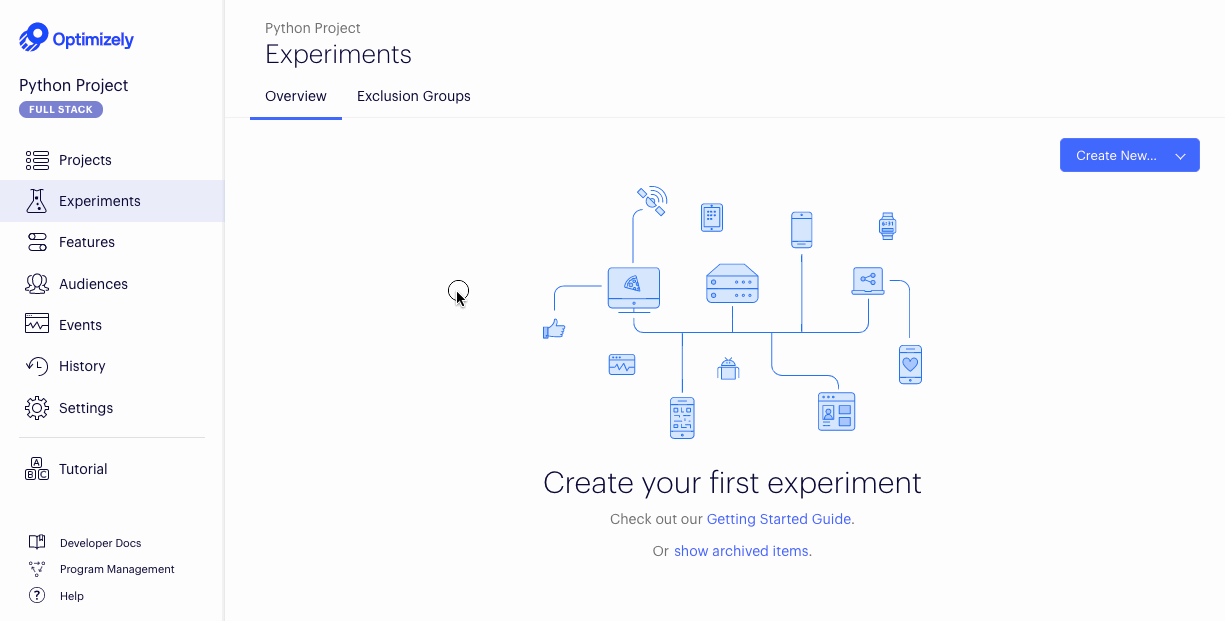 Optimizely
Python Project
FULL STACK
Projects
Experiments
Features
Audiences
Events
History
Settings
Tutorial
Developer Docs
Program Management
Help
Python Project
Experiments
Overview
Exclusion Groups
Create New...
Create your first experiment
Check out our Getting Started Guide.
Or show archived items.